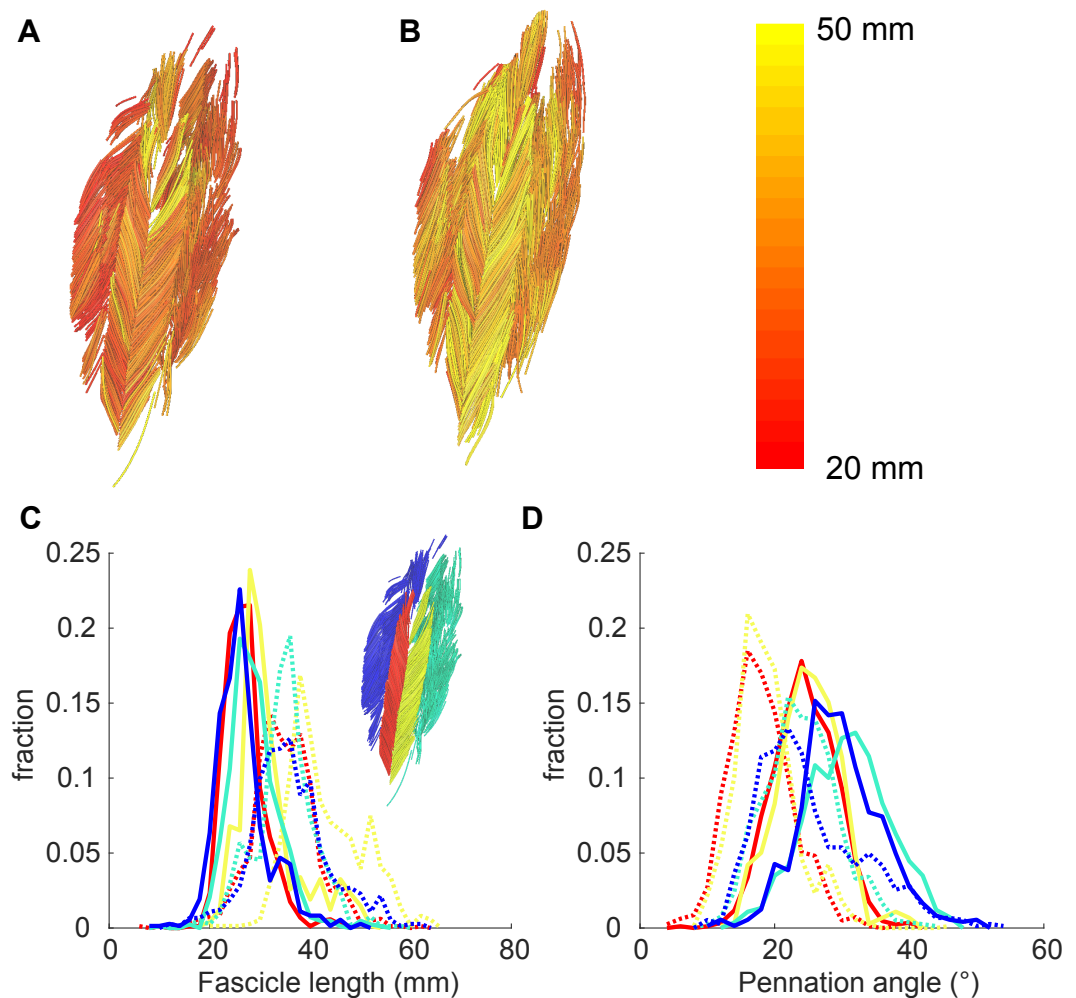 A
B
50 mm
20 mm
C
D
0.25
0.2
0.15
0.1
0.05
0
fraction
0 20 40 60 80
Fascicle length (mm)
0.25
0.2
0.15
0.1
0.05
0
fraction
0 20 40 60
Pennation angle (°)